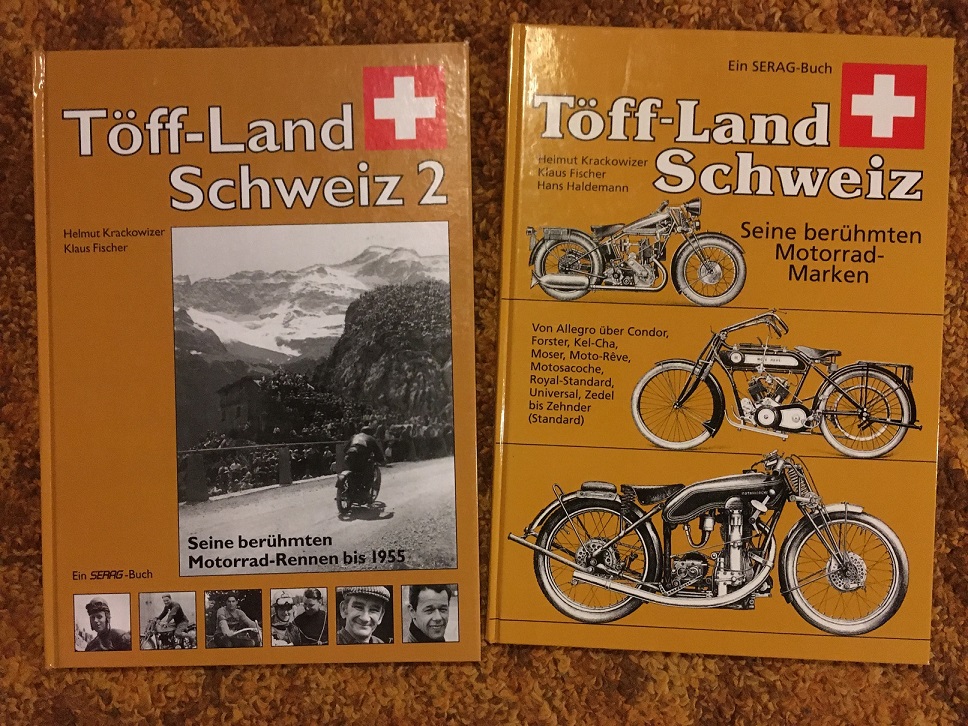 Töff-Land
Schweiz 2
Helmut Krackowizer
Klaus Fischer
Seine berühmten
Motorrad-Rennen bis 1955
Ein SERAG-Buch
Ein SERAG-Buch
Töff-Land
Schweiz
Helmut Krackowizer
Klaus Fischer
Hans Haldemann
Seine berühmten
Motorrad-
Marken
Von Allegro über Condor,
Forster, Kel-Cha,
Moser, Moto-Rêve,
Motosacoche,
Royal-Standard,
Universal, Zedel
bis Zehnder
(Standard)